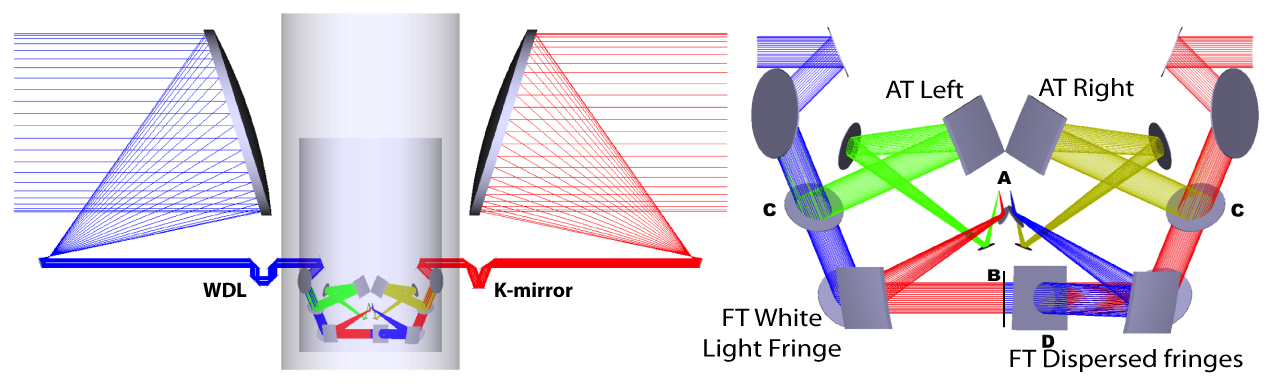 WDL
K-mirror
AT Left
AT Right
A
C
C
B
FT White
Light Fringe
D
FT Dispersed fringes